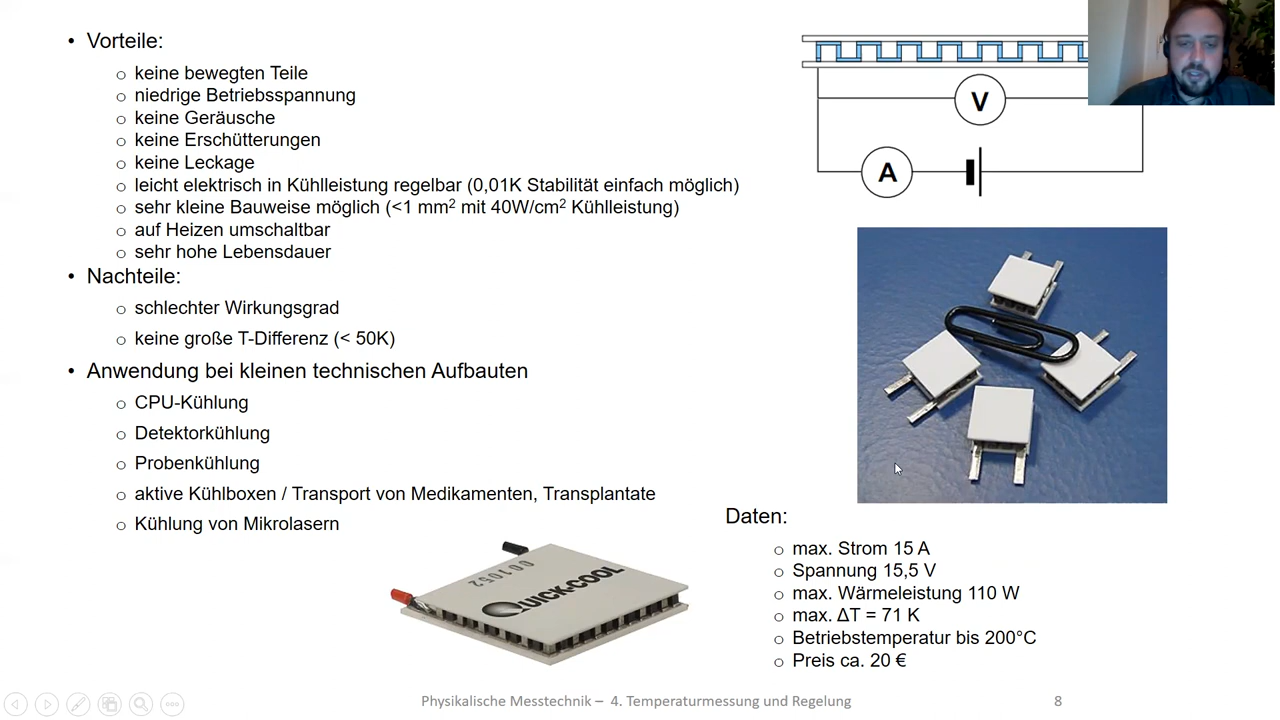 • Vorteile:
o keine bewegten Teile
o niedrige Betriebsspannung
o keine Geräusche
o keine Erschütterungen
o keine Leckage
o leicht elektrisch in Kühlleistung regelbar (0,01K Stabilität einfach möglich)
o sehr kleine Bauweise möglich (<1 mm² mit 40W/cm² Kühlleistung)
o auf Heizen umschaltbar
o sehr hohe Lebensdauer
• Nachteile:
o schlechter Wirkungsgrad
o keine große T-Differenz (< 50K)
• Anwendung bei kleinen technischen Aufbauten
o CPU-Kühlung
o Detektorkühlung
o Probenkühlung
o aktive Kühlboxen / Transport von Medikamenten, Transplantate
o Kühlung von Mikrolasern
V
A
001052
QUICK-COOL
Daten:
o max. Strom 15 A
o Spannung 15,5 V
o max. Wärmeleistung 110 W
o max. ΔT = 71 K
o Betriebstemperatur bis 200°C
o Preis ca. 20 €
Physikalische Messtechnik – 4. Temperaturmessung und Regelung
8